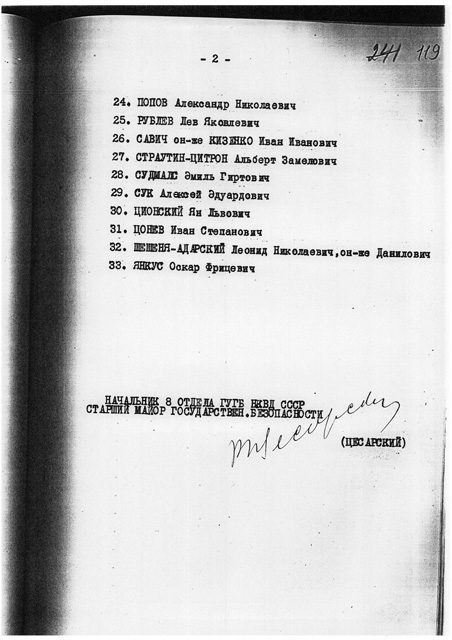 - 2 -
241 119
24. ПОПОВ Александр Николаевич
25. РУБЛЕВ Лев Яковлевич
26. САВИЧ он-же КИЗЕНКО Иван Иванович
27. СТРАУТИН-ЦИТРОН Альберт Замелович
28. СУДМАЛС Эмиль Гиртович
29. СУК Алексей Эдуардович
30. ЦИОНСКИЙ Ян Львович
31. ЦОНЕВ Иван Степанович
32. ШЕШЕНЯ-АДАРСКИЙ Леонид Николаевич,он-же Данилович
33. ЯНКУС Оскар Фрицевич
НАЧАЛЬНИК 8 ОТДЕЛА ГУГБ НКВД СССР
СТАРШИЙ МАЙОР ГОСУДАРСТВЕН.БЕЗОПАСНОСТИ
(ЦЕСАРСКИЙ)